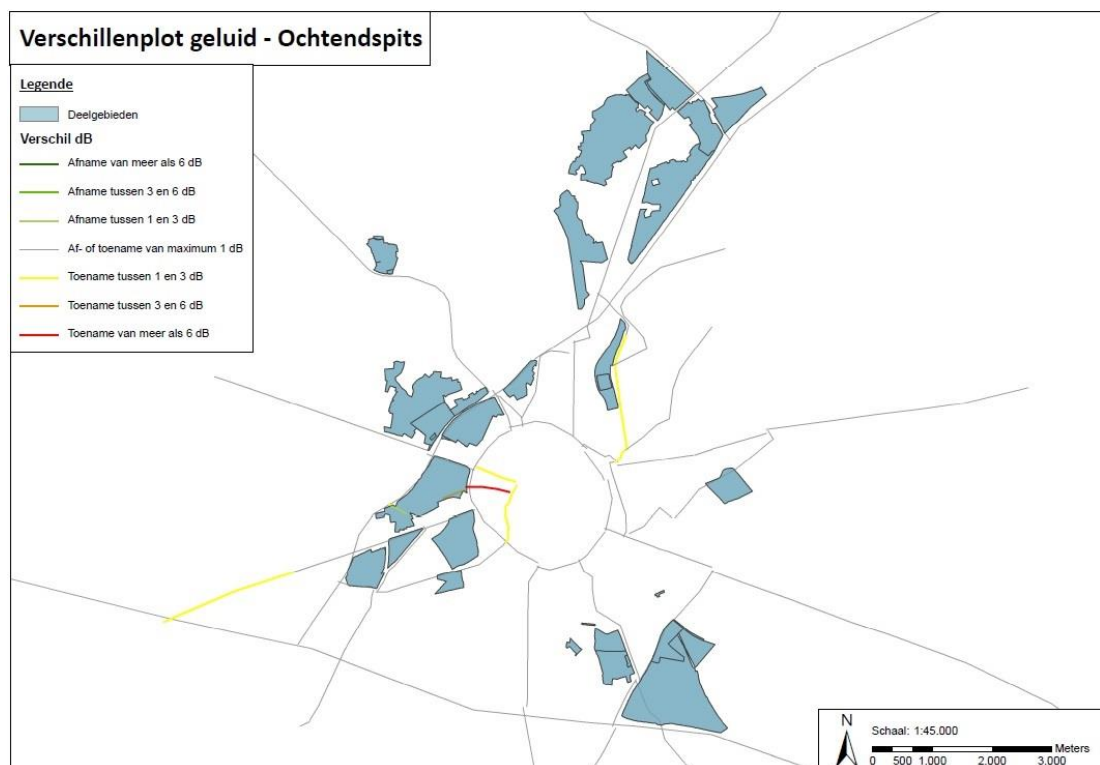 Verschillenplot geluid - Ochtendspits
Legende
Deelgebieden
Verschil dB
Afname van meer als 6 dB
Afname tussen 3 en 6 dB
Afname tussen 1 en 3 dB
Af- of toename van maximum 1 dB
Toename tussen 1 en 3 dB
Toename tussen 3 en 6 dB
Toename van meer als 6 dB
N
Schaal: 1:45.000
Meters
0 500 1.000 2.000 3.000